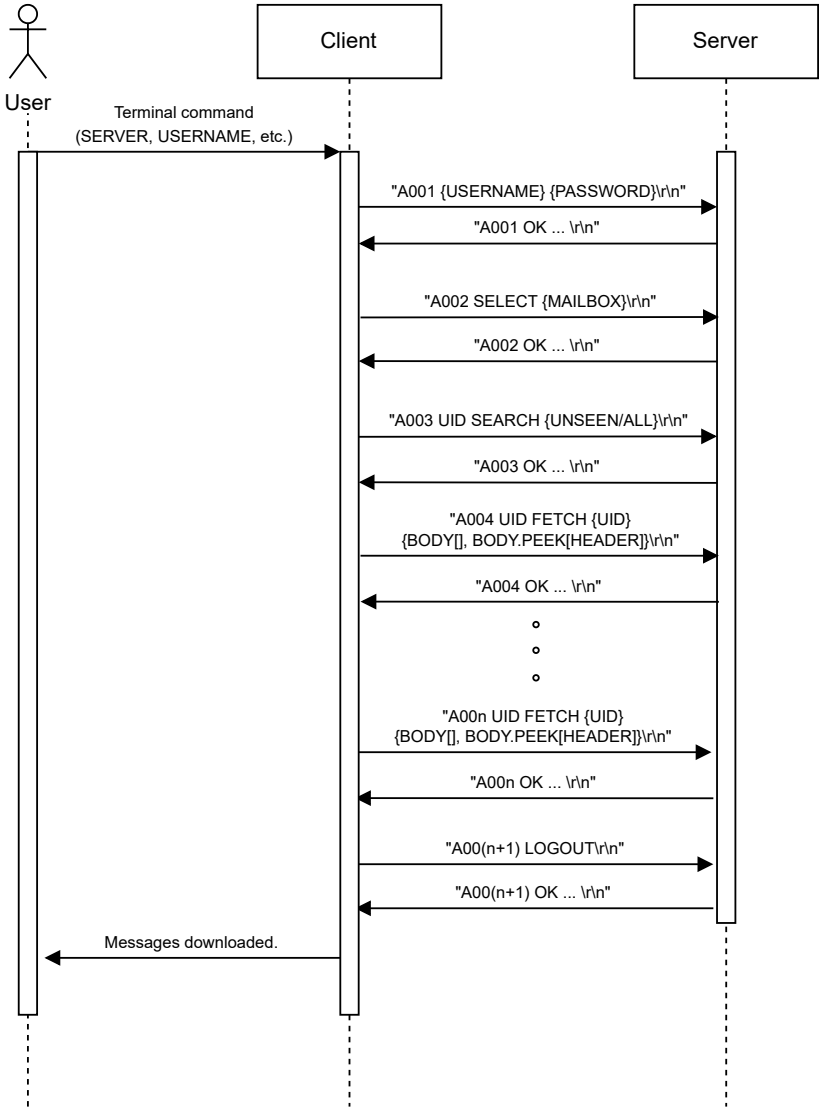 Client
Server
User
Terminal command
(SERVER, USERNAME, etc.)
"A001 {USERNAME} {PASSWORD}\r\n"
"A001 OK ... \r\n"
"A002 SELECT {MAILBOX}\r\n"
"A002 OK ... \r\n"
"A003 UID SEARCH {UNSEEN/ALL}\r\n"
"A003 OK ... \r\n"
"A004 UID FETCH {UID}
{BODY[], BODY.PEEK[HEADER]}\r\n"
"A004 OK ... \r\n"
"A00n UID FETCH {UID}
{BODY[], BODY.PEEK[HEADER]}\r\n"
"A00n OK ... \r\n"
"A00(n+1) LOGOUT\r\n"
"A00(n+1) OK ... \r\n"
Messages downloaded.